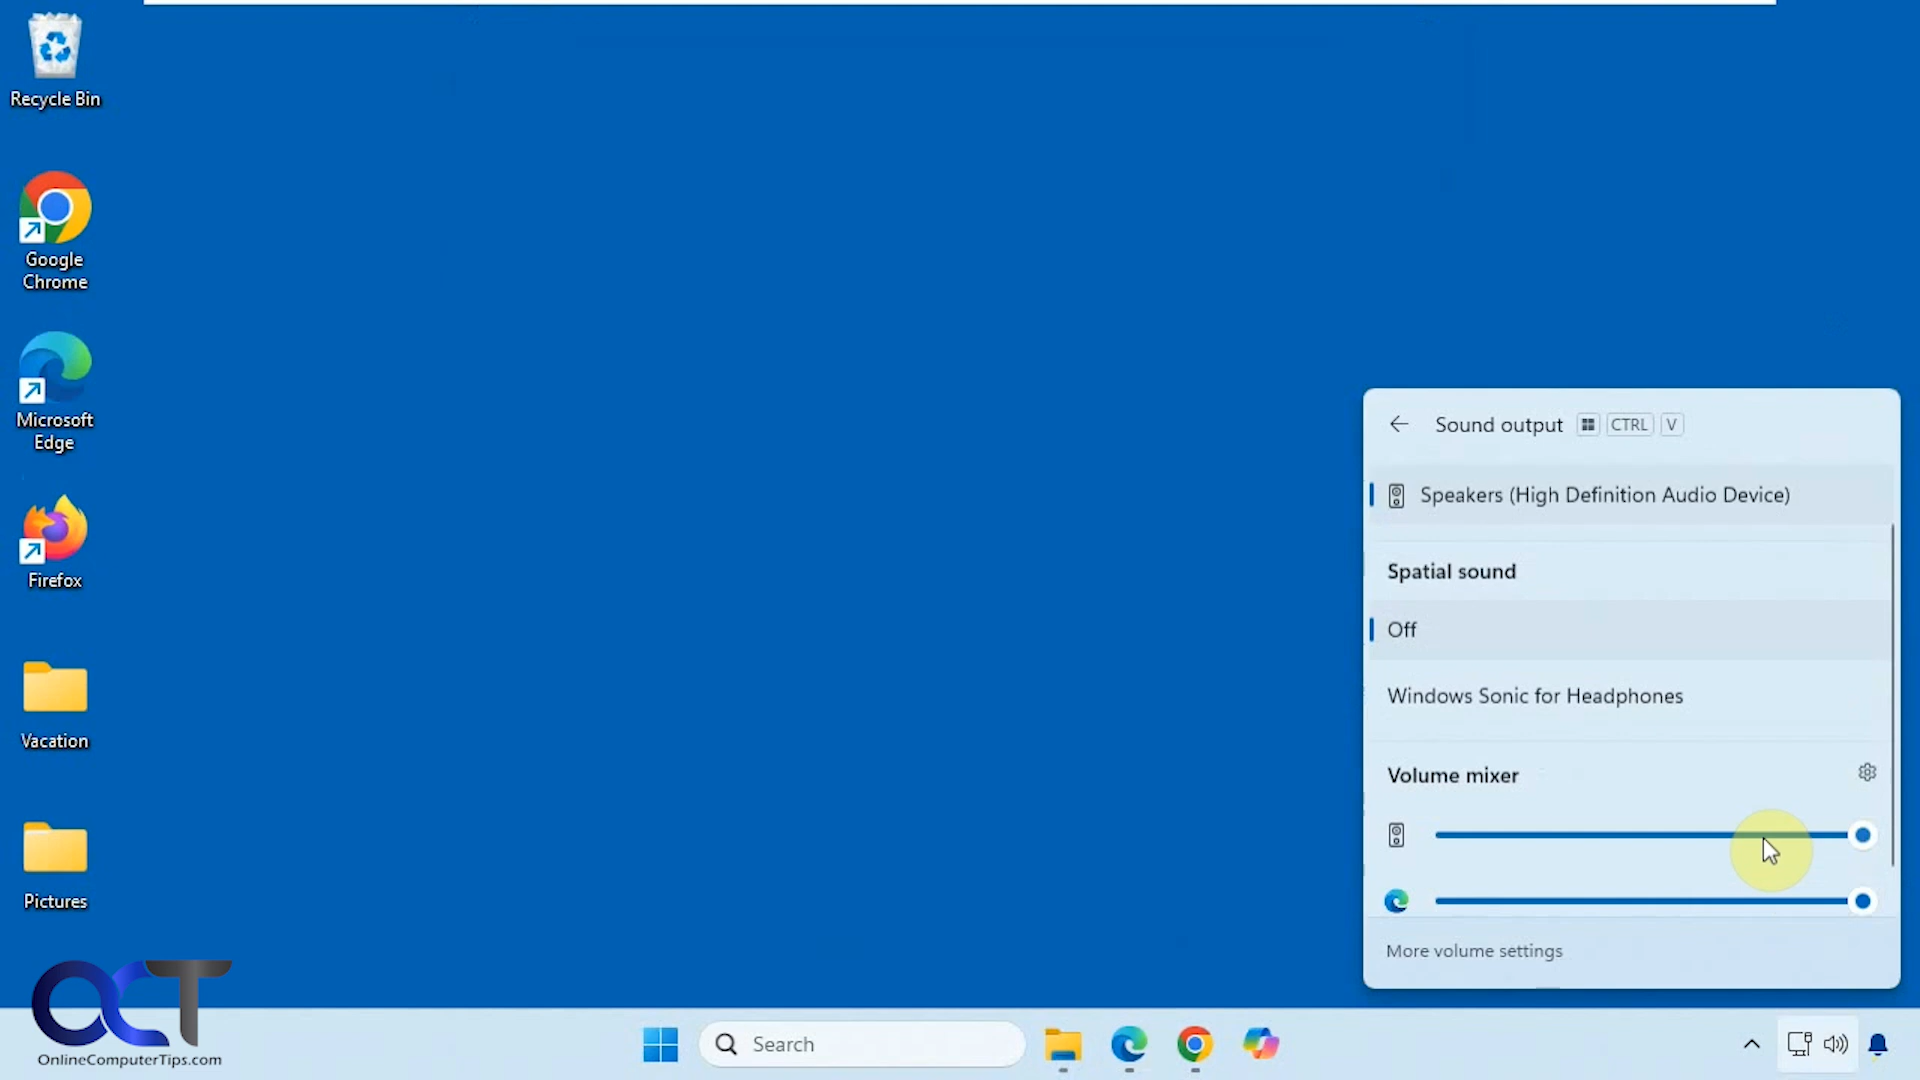 Recycle Bin
Google
Chrome
Microsoft
Edge
Firefox
Vacation
Pictures
OCT
OnlineComputerTips.com
Sound output CTRL V
Speakers (High Definition Audio Device)
Spatial sound
Off
Windows Sonic for Headphones
Volume mixer
More volume settings
Search